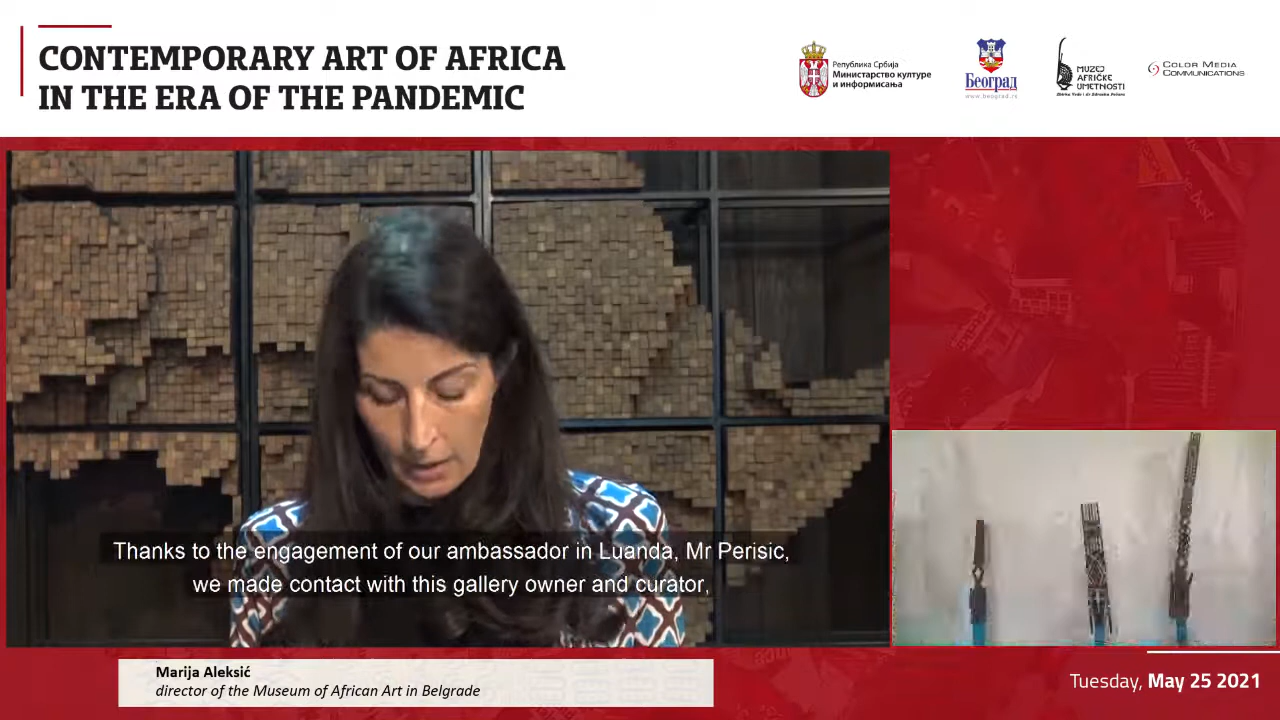 CONTEMPORARY ART OF AFRICA
IN THE ERA OF THE PANDEMIC
Република Србија
Министарство културе
и информисања
Београд
www.beograd.rs
MUZEJ
AFRIČKE
UMETNOSTI
COLOR MEDIA
COMMUNICATIONS
Thanks to the engagement of our ambassador in Luanda, Mr Perisic,
we made contact with this gallery owner and curator,
Marija Aleksić
director of the Museum of African Art in Belgrade
Tuesday, May 25 2021